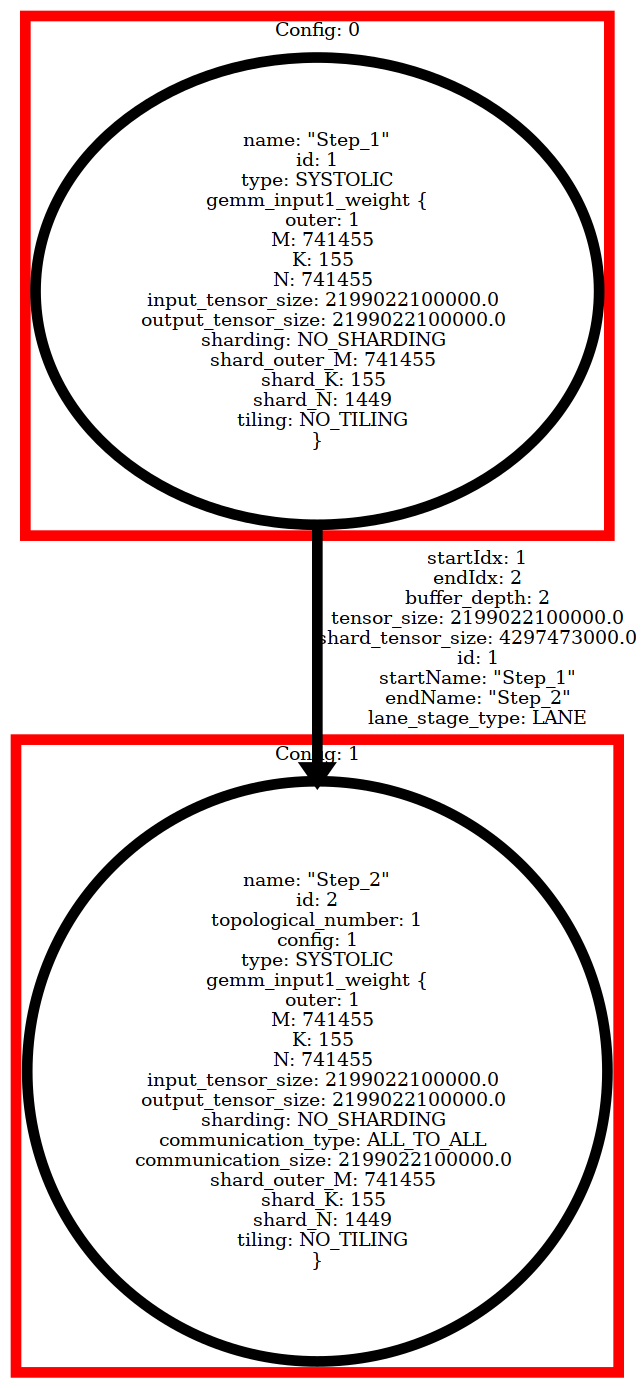 Config: 0
name: "Step_1"
id: 1
type: SYSTOLIC
gemm_input1_weight {
outer: 1
M: 741455
K: 155
N: 741455
input_tensor_size: 2199022100000.0
output_tensor_size: 2199022100000.0
sharding: NO_SHARDING
shard_outer_M: 741455
shard_K: 155
shard_N: 1449
tiling: NO_TILING
}
startIdx: 1
endIdx: 2
buffer_depth: 2
tensor_size: 2199022100000.0
shard_tensor_size: 4297473000.0
id: 1
startName: "Step_1"
endName: "Step_2"
lane_stage_type: LANE
Config: 1
name: "Step_2"
id: 2
topological_number: 1
config: 1
type: SYSTOLIC
gemm_input1_weight {
outer: 1
M: 741455
K: 155
N: 741455
input_tensor_size: 2199022100000.0
output_tensor_size: 2199022100000.0
sharding: NO_SHARDING
communication_type: ALL_TO_ALL
communication_size: 2199022100000.0
shard_outer_M: 741455
shard_K: 155
shard_N: 1449
tiling: NO_TILING
}